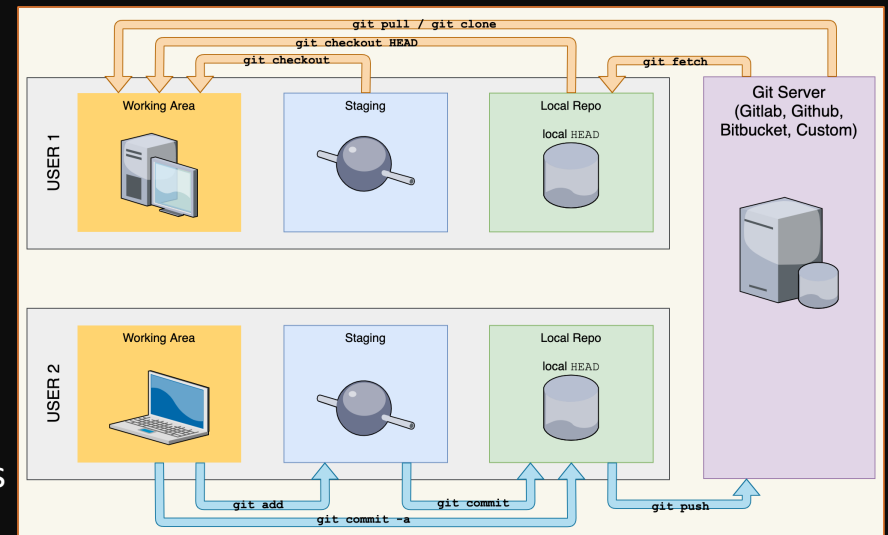 git pull / git clone
git checkout HEAD
git checkout
git fetch
USER 1
Working Area
Staging
Local Repo
local HEAD
Git Server
(Gitlab, Github,
Bitbucket, Custom)
USER 2
Working Area
Staging
Local Repo
local HEAD
git add
git commit
git commit -a
git push